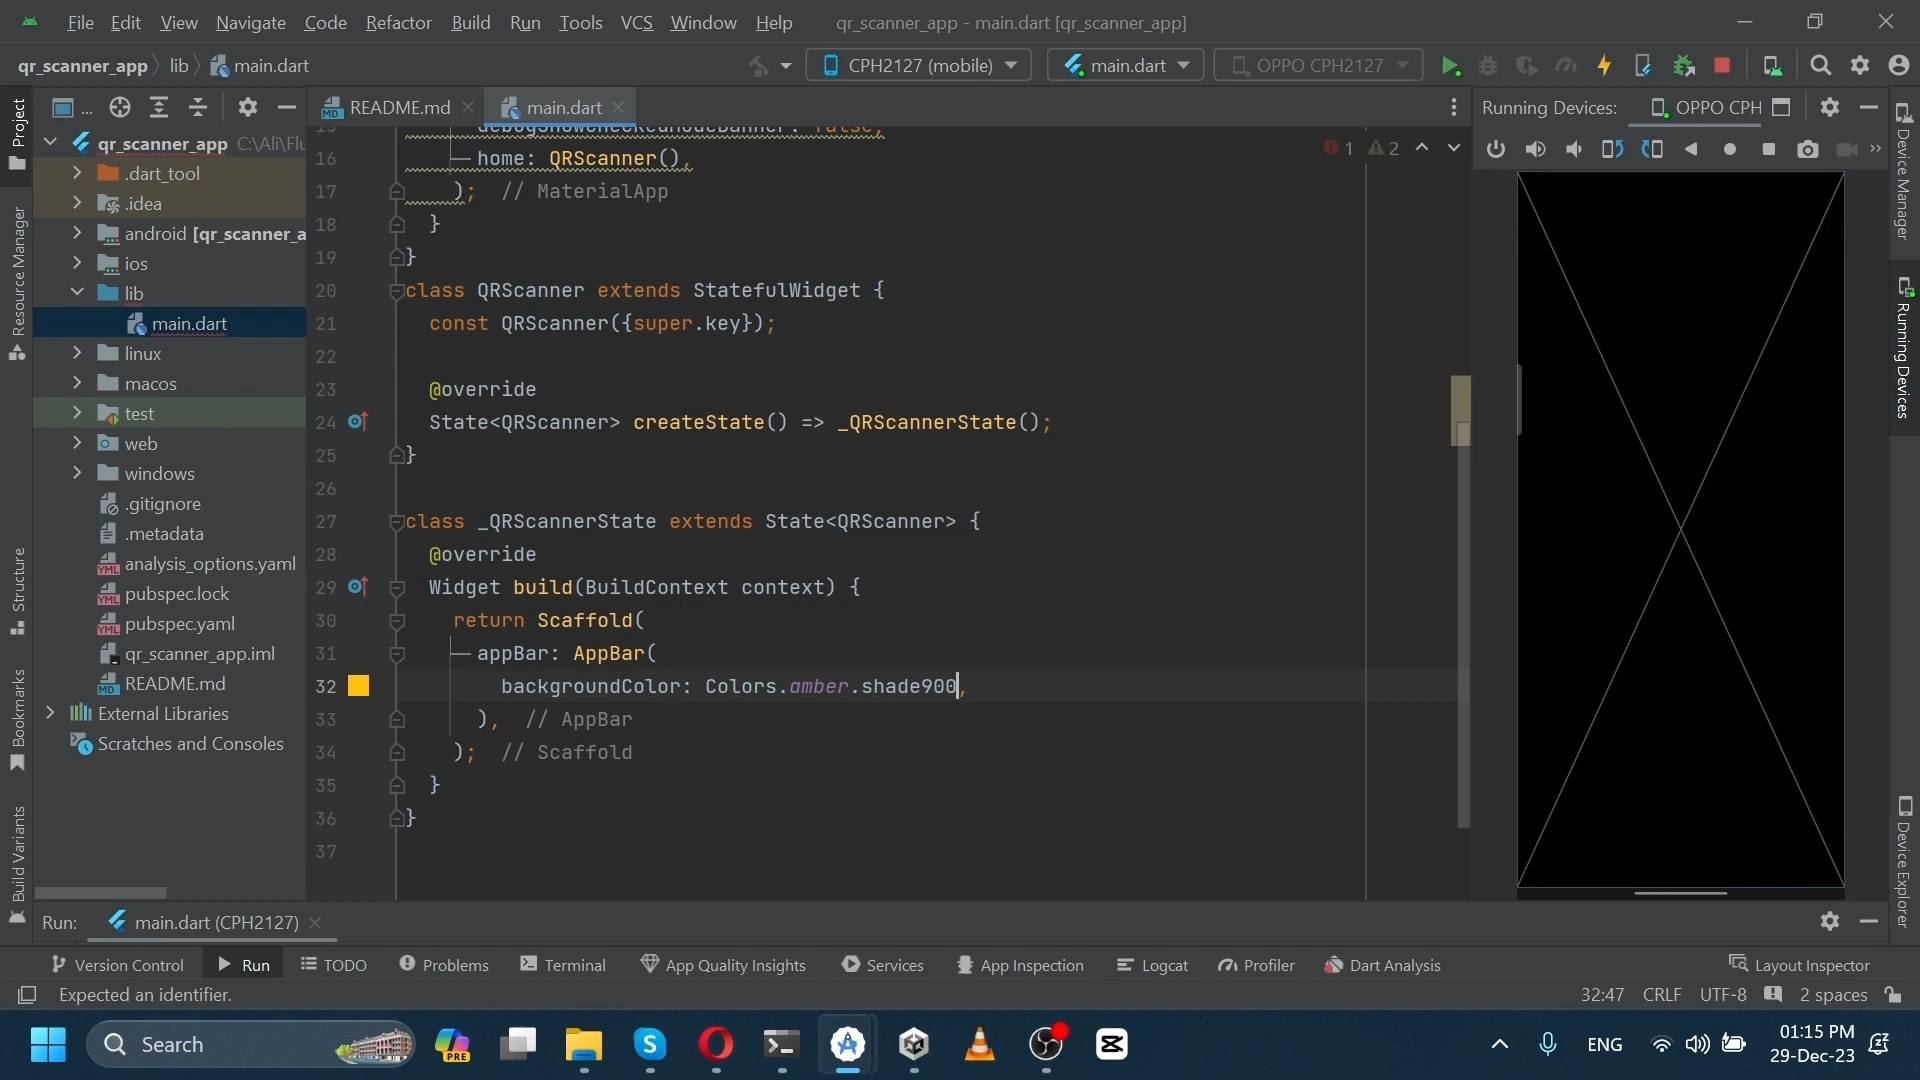 File Edit View Navigate Code Refactor Build Run Tools VCS Window Help qr_scanner_app - main.dart [qr_scanner_app]
qr_scanner_app lib main.dart CPH2127 (mobile) main.dart OPPO CPH2127
... README.md main.dart Running Devices: OPPO CPH
Project
Resource Manager
Structure
Bookmarks
Build Variants
qr_scanner_app C:\Ali\Flu
.dart_tool
.idea
android [qr_scanner_a
ios
lib
main.dart
linux
macos
test
web
windows
.gitignore
.metadata
analysis_options.yaml
pubspec.lock
pubspec.yaml
qr_scanner_app.iml
README.md
External Libraries
Scratches and Consoles
1 2
15 debugShowCheckedModeBanner: false,
16 home: QRScanner(),
17 ); // MaterialApp
18 }
19 }
20 class QRScanner extends StatefulWidget {
21 const QRScanner({super.key});
22
23 @override
24 State<QRScanner> createState() => _QRScannerState();
25 }
26
27 class _QRScannerState extends State<QRScanner> {
28 @override
29 Widget build(BuildContext context) {
30 return Scaffold(
31 appBar: AppBar(
32 backgroundColor: Colors.amber.shade900,
33 ), // AppBar
34 ); // Scaffold
35 }
36 }
37
Device Manager
Running Devices
Device Explorer
Run: main.dart (CPH2127)
Version Control Run TODO Problems Terminal App Quality Insights Services App Inspection Logcat Profiler Dart Analysis Layout Inspector
Expected an identifier. 32:47 CRLF UTF-8 2 spaces
Search PRE ENG 01:15 PM
29-Dec-23